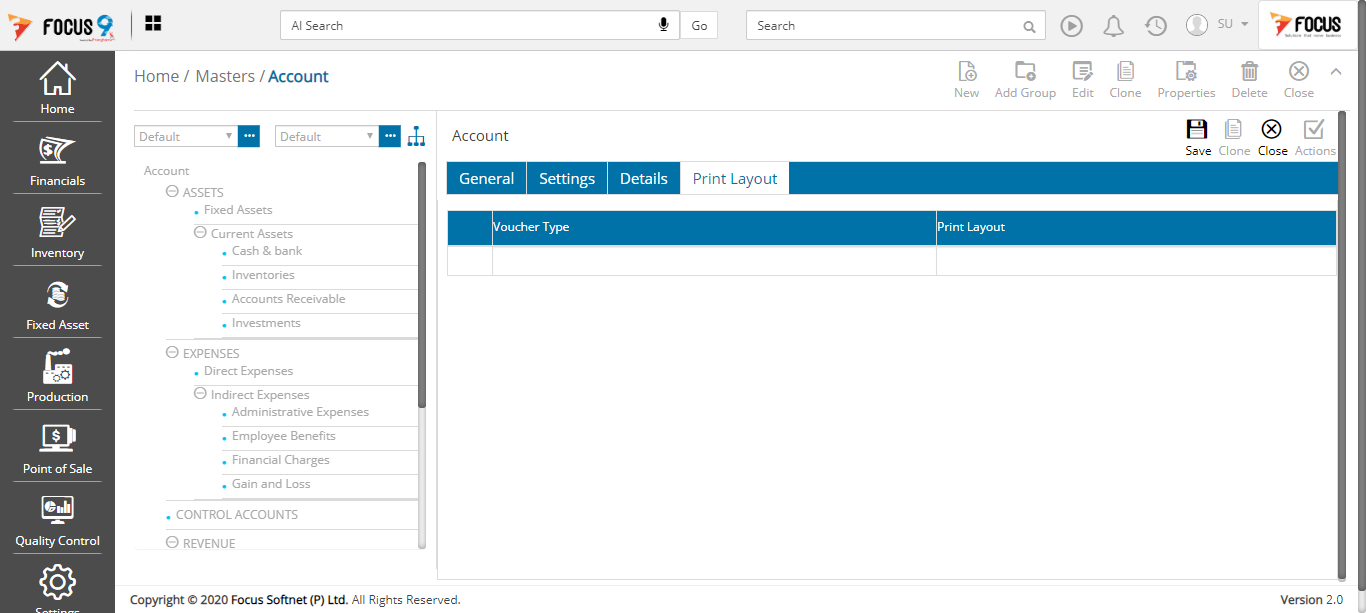 FOCUS 9
AI Search
Go
Search
SU
FOCUS
Home
Financials
Inventory
Fixed Asset
Production
Point of Sale
Quality Control
Settings
Home / Masters / Account
New
Add Group
Edit
Clone
Properties
Delete
Close
Default
Default
Account
ASSETS
Fixed Assets
Current Assets
Cash & bank
Inventories
Accounts Receivable
Investments
EXPENSES
Direct Expenses
Indirect Expenses
Administrative Expenses
Employee Benefits
Financial Charges
Gain and Loss
CONTROL ACCOUNTS
REVENUE
Account
Save
Clone
Close
Actions
General
Settings
Details
Print Layout
Voucher Type
Print Layout
Copyright © 2020 Focus Softnet (P) Ltd. All Rights Reserved.
Version 2.0